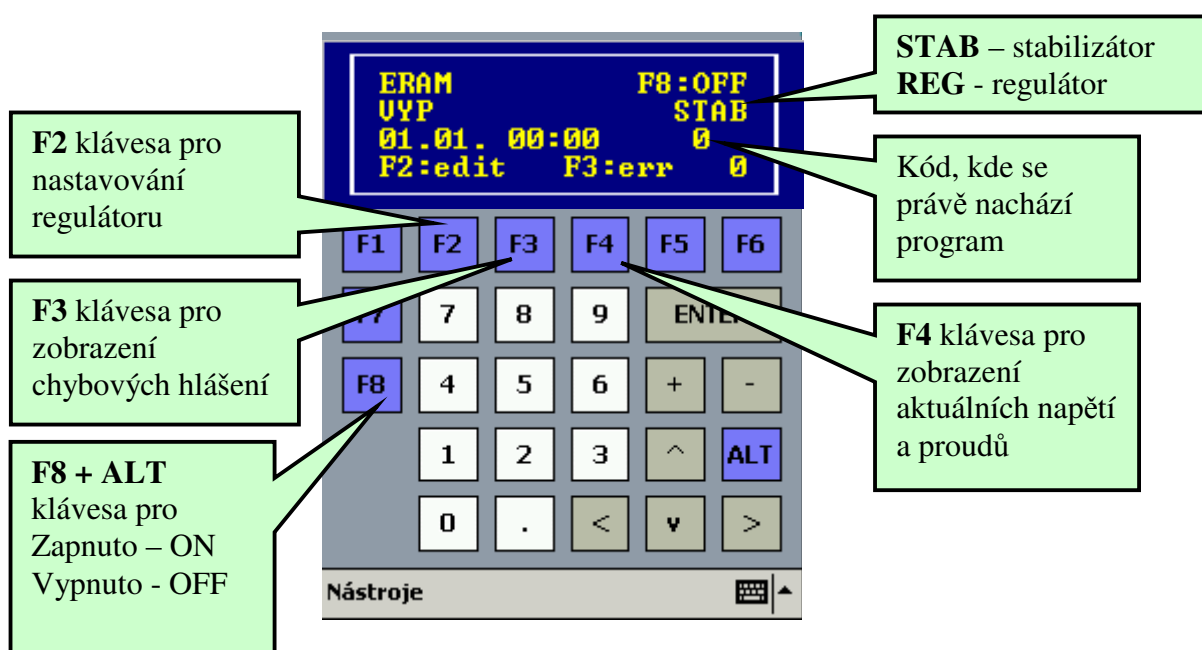 F2 klávesa pro
nastavování
regulátoru
F3 klávesa pro
zobrazení
chybových hlášení
F8 + ALT
klávesa pro
Zapnuto – ON
Vypnuto - OFF
ERAM F8:OFF
VYP STAB
01.01. 00:00 0
F2:edit F3:err 0
F1 F2 F3 F4 F5 F6
7 8 9
F8 4 5 6 + -
1 2 3 ^ ALT
0 . < v >
Nástroje
STAB – stabilizátor
REG - regulátor
Kód, kde se
právě nachází
program
F4 klávesa pro
zobrazení
aktuálních napětí
a proudů